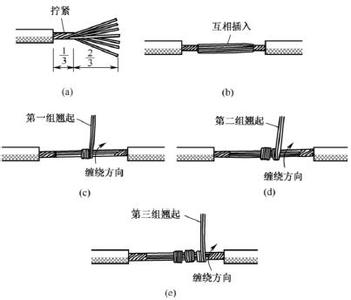 拧紧
1/3
2/3
(a)
互相插入
(b)
第一组翘起
缠绕方向
(c)
第二组翘起
缠绕方向
(d)
第三组翘起
缠绕方向
(e)